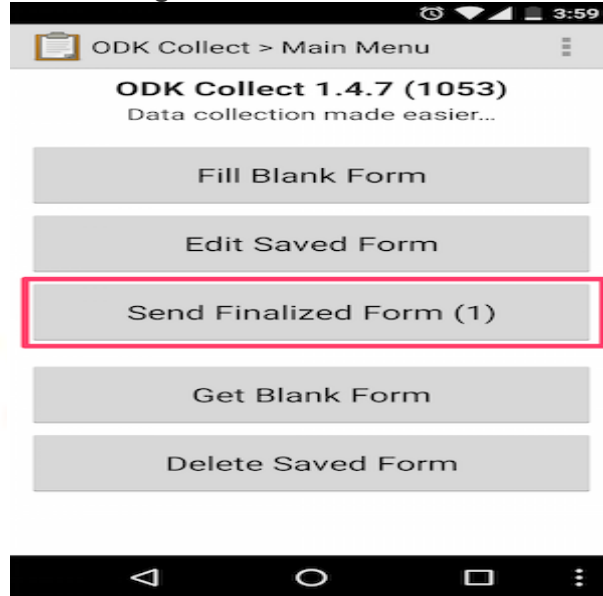 3:59
ODK Collect > Main Menu
ODK Collect 1.4.7 (1053)
Data collection made easier...
Fill Blank Form
Edit Saved Form
Send Finalized Form (1)
Get Blank Form
Delete Saved Form